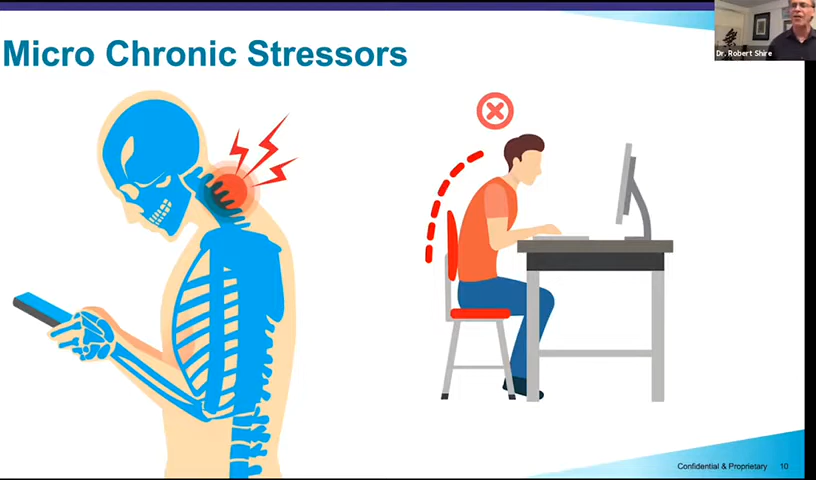 Dr. Robert Shire
Micro Chronic Stressors
Confidential & Proprietary 10